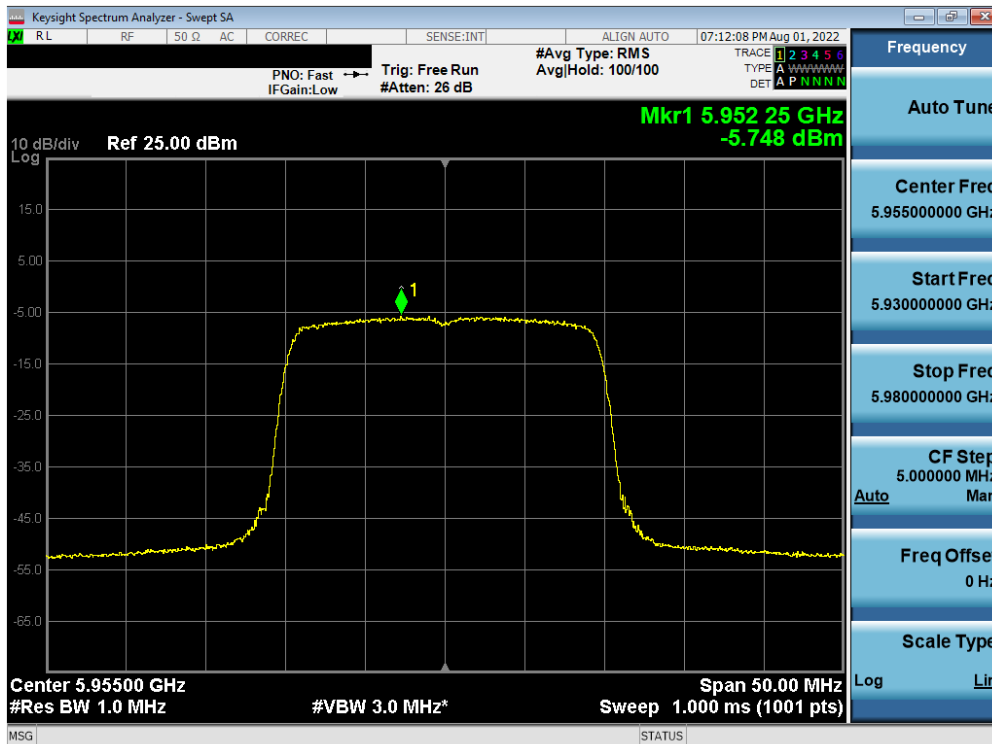 Keysight Spectrum Analyzer - Swept SA
LXI RL RF 50 Ω AC CORREC SENSE:INT ALIGN AUTO 07:12:08 PM Aug 01, 2022
PNO: Fast
IFGain:Low
Trig: Free Run
#Atten: 26 dB
#Avg Type: RMS
Avg|Hold: 100/100
TRACE 1 2 3 4 5 6
TYPE A WWWWW
DET A P N N N N
Mkr1 5.952 25 GHz
-5.748 dBm
10 dB/div
Log
Ref 25.00 dBm
15.0
5.00
-5.00
-15.0
-25.0
-35.0
-45.0
-55.0
-65.0
1
Center 5.95500 GHz
Span 50.00 MHz
#Res BW 1.0 MHz
#VBW 3.0 MHz*
Sweep 1.000 ms (1001 pts)
MSG
STATUS
Frequency
Auto Tune
Center Freq
5.955000000 GHz
Start Freq
5.930000000 GHz
Stop Freq
5.980000000 GHz
CF Step
5.000000 MHz
Auto Man
Freq Offset
0 Hz
Scale Type
Log Lin